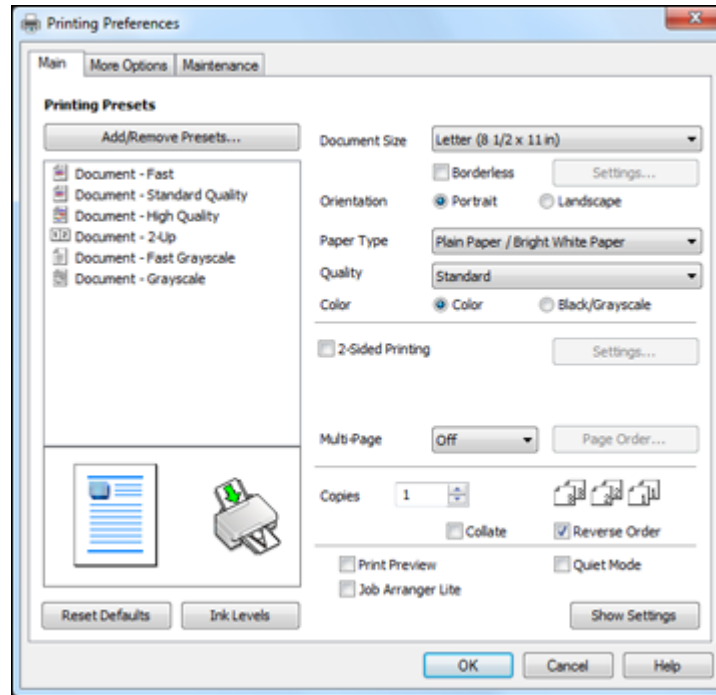 Printing Preferences
Main
More Options
Maintenance
Printing Presets
Add/Remove Presets...
Document - Fast
Document - Standard Quality
Document - High Quality
Document - 2-Up
Document - Fast Grayscale
Document - Grayscale
Reset Defaults
Ink Levels
Document Size
Letter (8 1/2 x 11 in)
Borderless
Settings...
Orientation
Portrait
Landscape
Paper Type
Plain Paper / Bright White Paper
Quality
Standard
Color
Color
Black/Grayscale
2-Sided Printing
Settings...
Multi-Page
Off
Page Order...
Copies
1
Collate
Reverse Order
Print Preview
Quiet Mode
Job Arranger Lite
Show Settings
OK
Cancel
Help